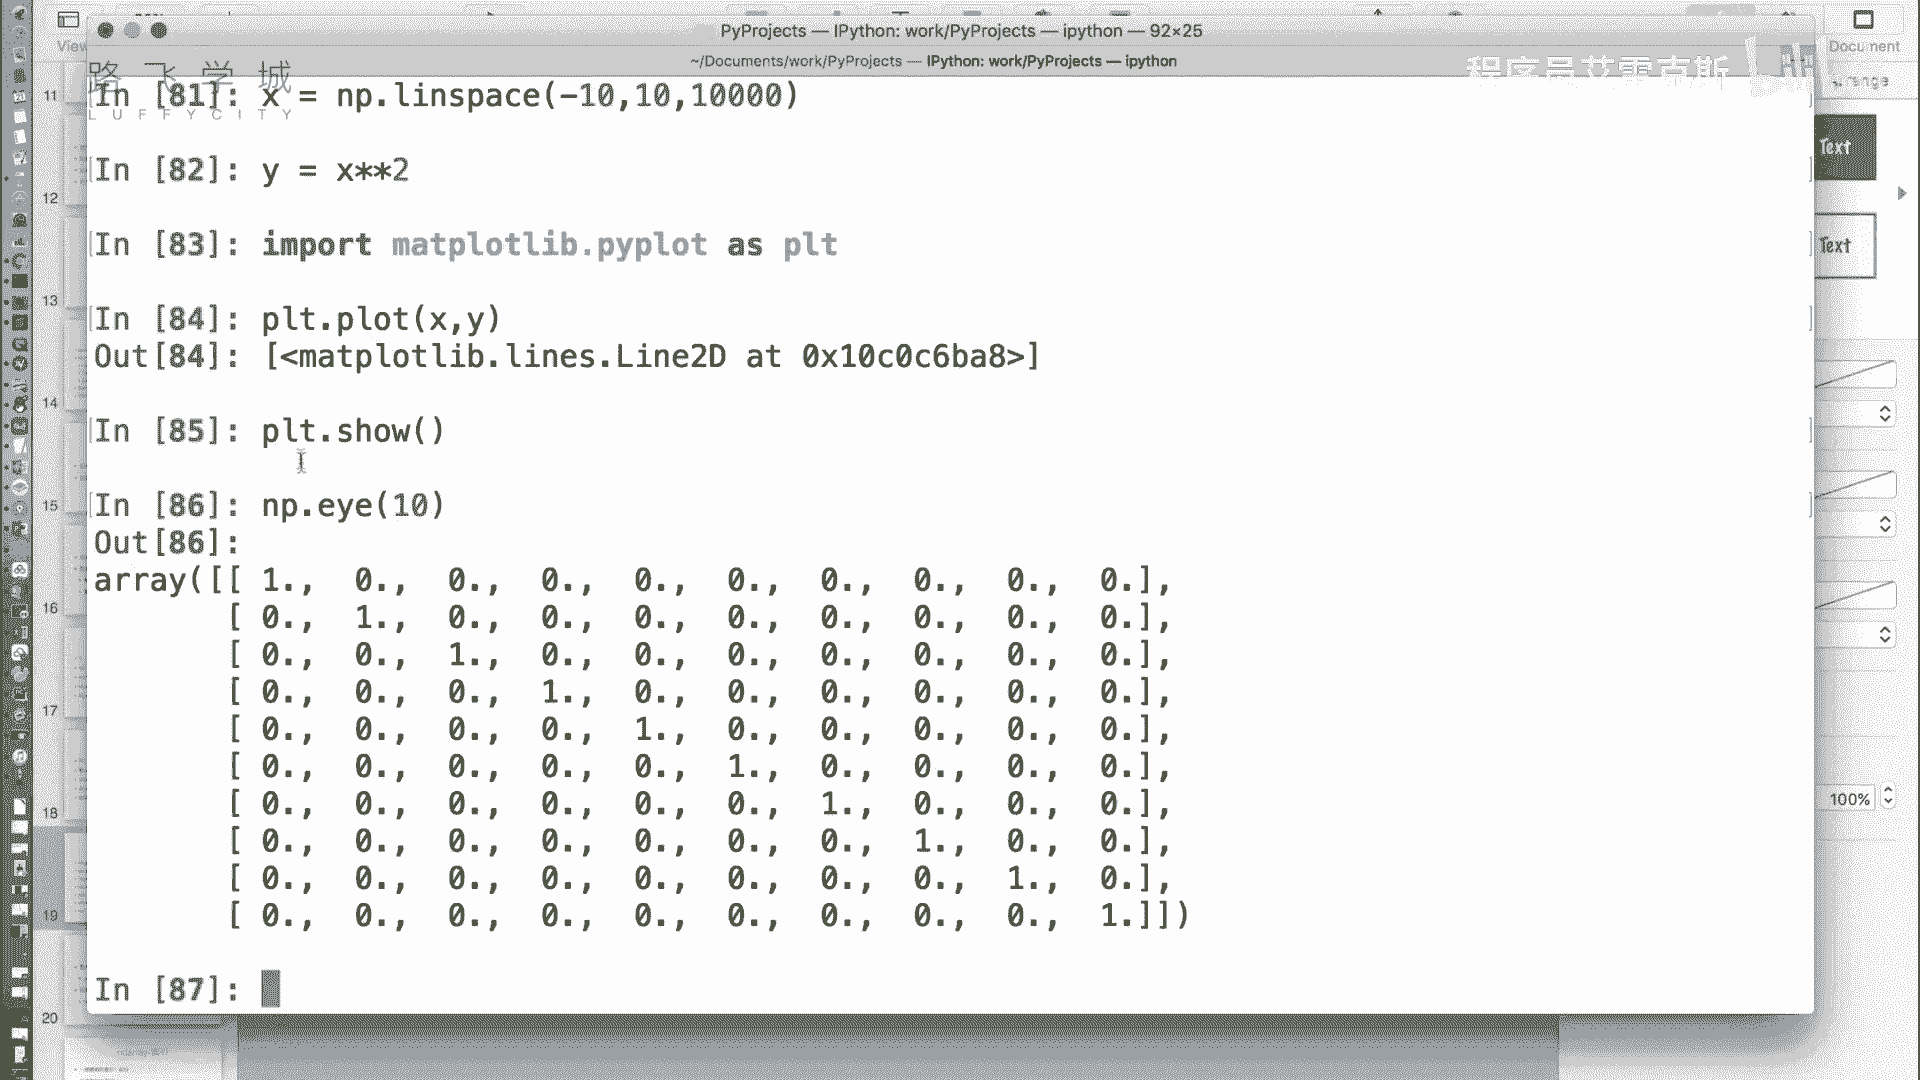 PyProjects — IPython: work/PyProjects — ipython — 92×25
View
Document
~/Documents/work/PyProjects — IPython: work/PyProjects — ipython
路飞学城
LUFFYCITY
程序员艾雷克斯
In [81]: x = np.linspace(-10,10,10000)
In [82]: y = x**2
In [83]: import matplotlib.pyplot as plt
In [84]: plt.plot(x,y)
Out[84]: [<matplotlib.lines.Line2D at 0x10c0c6ba8>]
In [85]: plt.show()
In [86]: np.eye(10)
Out[86]:
array([[ 1., 0., 0., 0., 0., 0., 0., 0., 0., 0.],
[ 0., 1., 0., 0., 0., 0., 0., 0., 0., 0.],
[ 0., 0., 1., 0., 0., 0., 0., 0., 0., 0.],
[ 0., 0., 0., 1., 0., 0., 0., 0., 0., 0.],
[ 0., 0., 0., 0., 1., 0., 0., 0., 0., 0.],
[ 0., 0., 0., 0., 0., 1., 0., 0., 0., 0.],
[ 0., 0., 0., 0., 0., 0., 1., 0., 0., 0.],
[ 0., 0., 0., 0., 0., 0., 0., 1., 0., 0.],
[ 0., 0., 0., 0., 0., 0., 0., 0., 1., 0.],
[ 0., 0., 0., 0., 0., 0., 0., 0., 0., 1.]])
In [87]:
11
12
13
14
15
16
17
18
19
20
Text
Text
100%